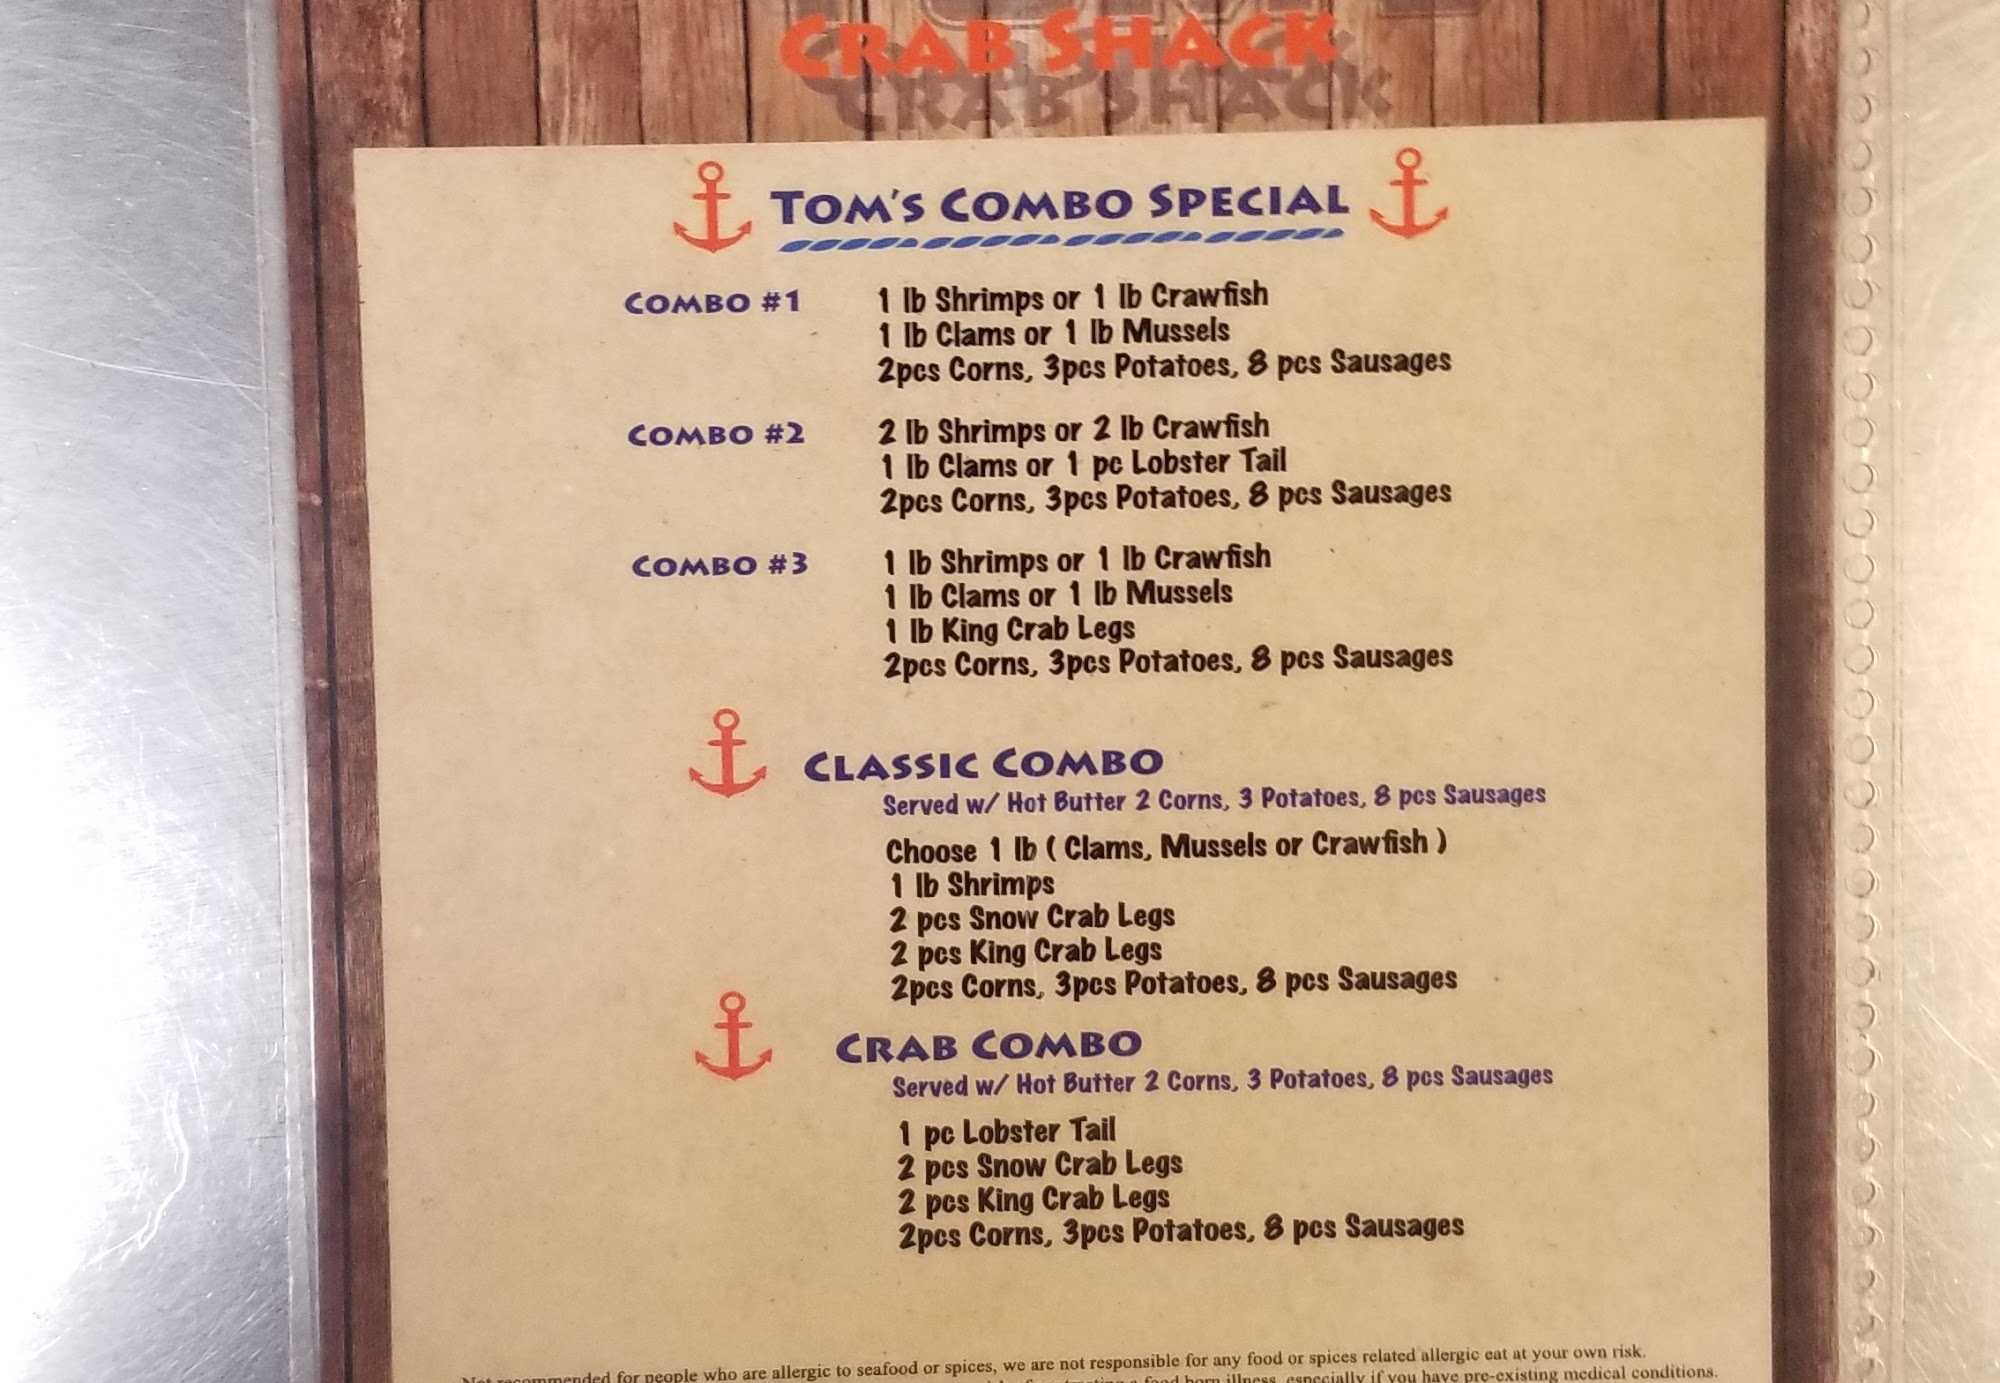 CRAB SHACK
TOM'S COMBO SPECIAL
COMBO #1
1 lb Shrimps or 1 lb Crawfish
1 lb Clams or 1 lb Mussels
2pcs Corns, 3pcs Potatoes, 8 pcs Sausages
COMBO #2
2 lb Shrimps or 2 lb Crawfish
1 lb Clams or 1 pc Lobster Tail
2pcs Corns, 3pcs Potatoes, 8 pcs Sausages
COMBO #3
1 lb Shrimps or 1 lb Crawfish
1 lb Clams or 1 lb Mussels
1 lb King Crab Legs
2pcs Corns, 3pcs Potatoes, 8 pcs Sausages
CLASSIC COMBO
Served w/ Hot Butter 2 Corns, 3 Potatoes, 8 pcs Sausages
Choose 1 lb ( Clams, Mussels or Crawfish )
1 lb Shrimps
2 pcs Snow Crab Legs
2 pcs King Crab Legs
2pcs Corns, 3pcs Potatoes, 8 pcs Sausages
CRAB COMBO
Served w/ Hot Butter 2 Corns, 3 Potatoes, 8 pcs Sausages
1 pc Lobster Tail
2 pcs Snow Crab Legs
2 pcs King Crab Legs
2pcs Corns, 3pcs Potatoes, 8 pcs Sausages
Not recommended for people who are allergic to seafood or spices, we are not responsible for any food or spices related allergic eat at your own risk.
a food born illness, especially if you have pre-existing medical conditions.